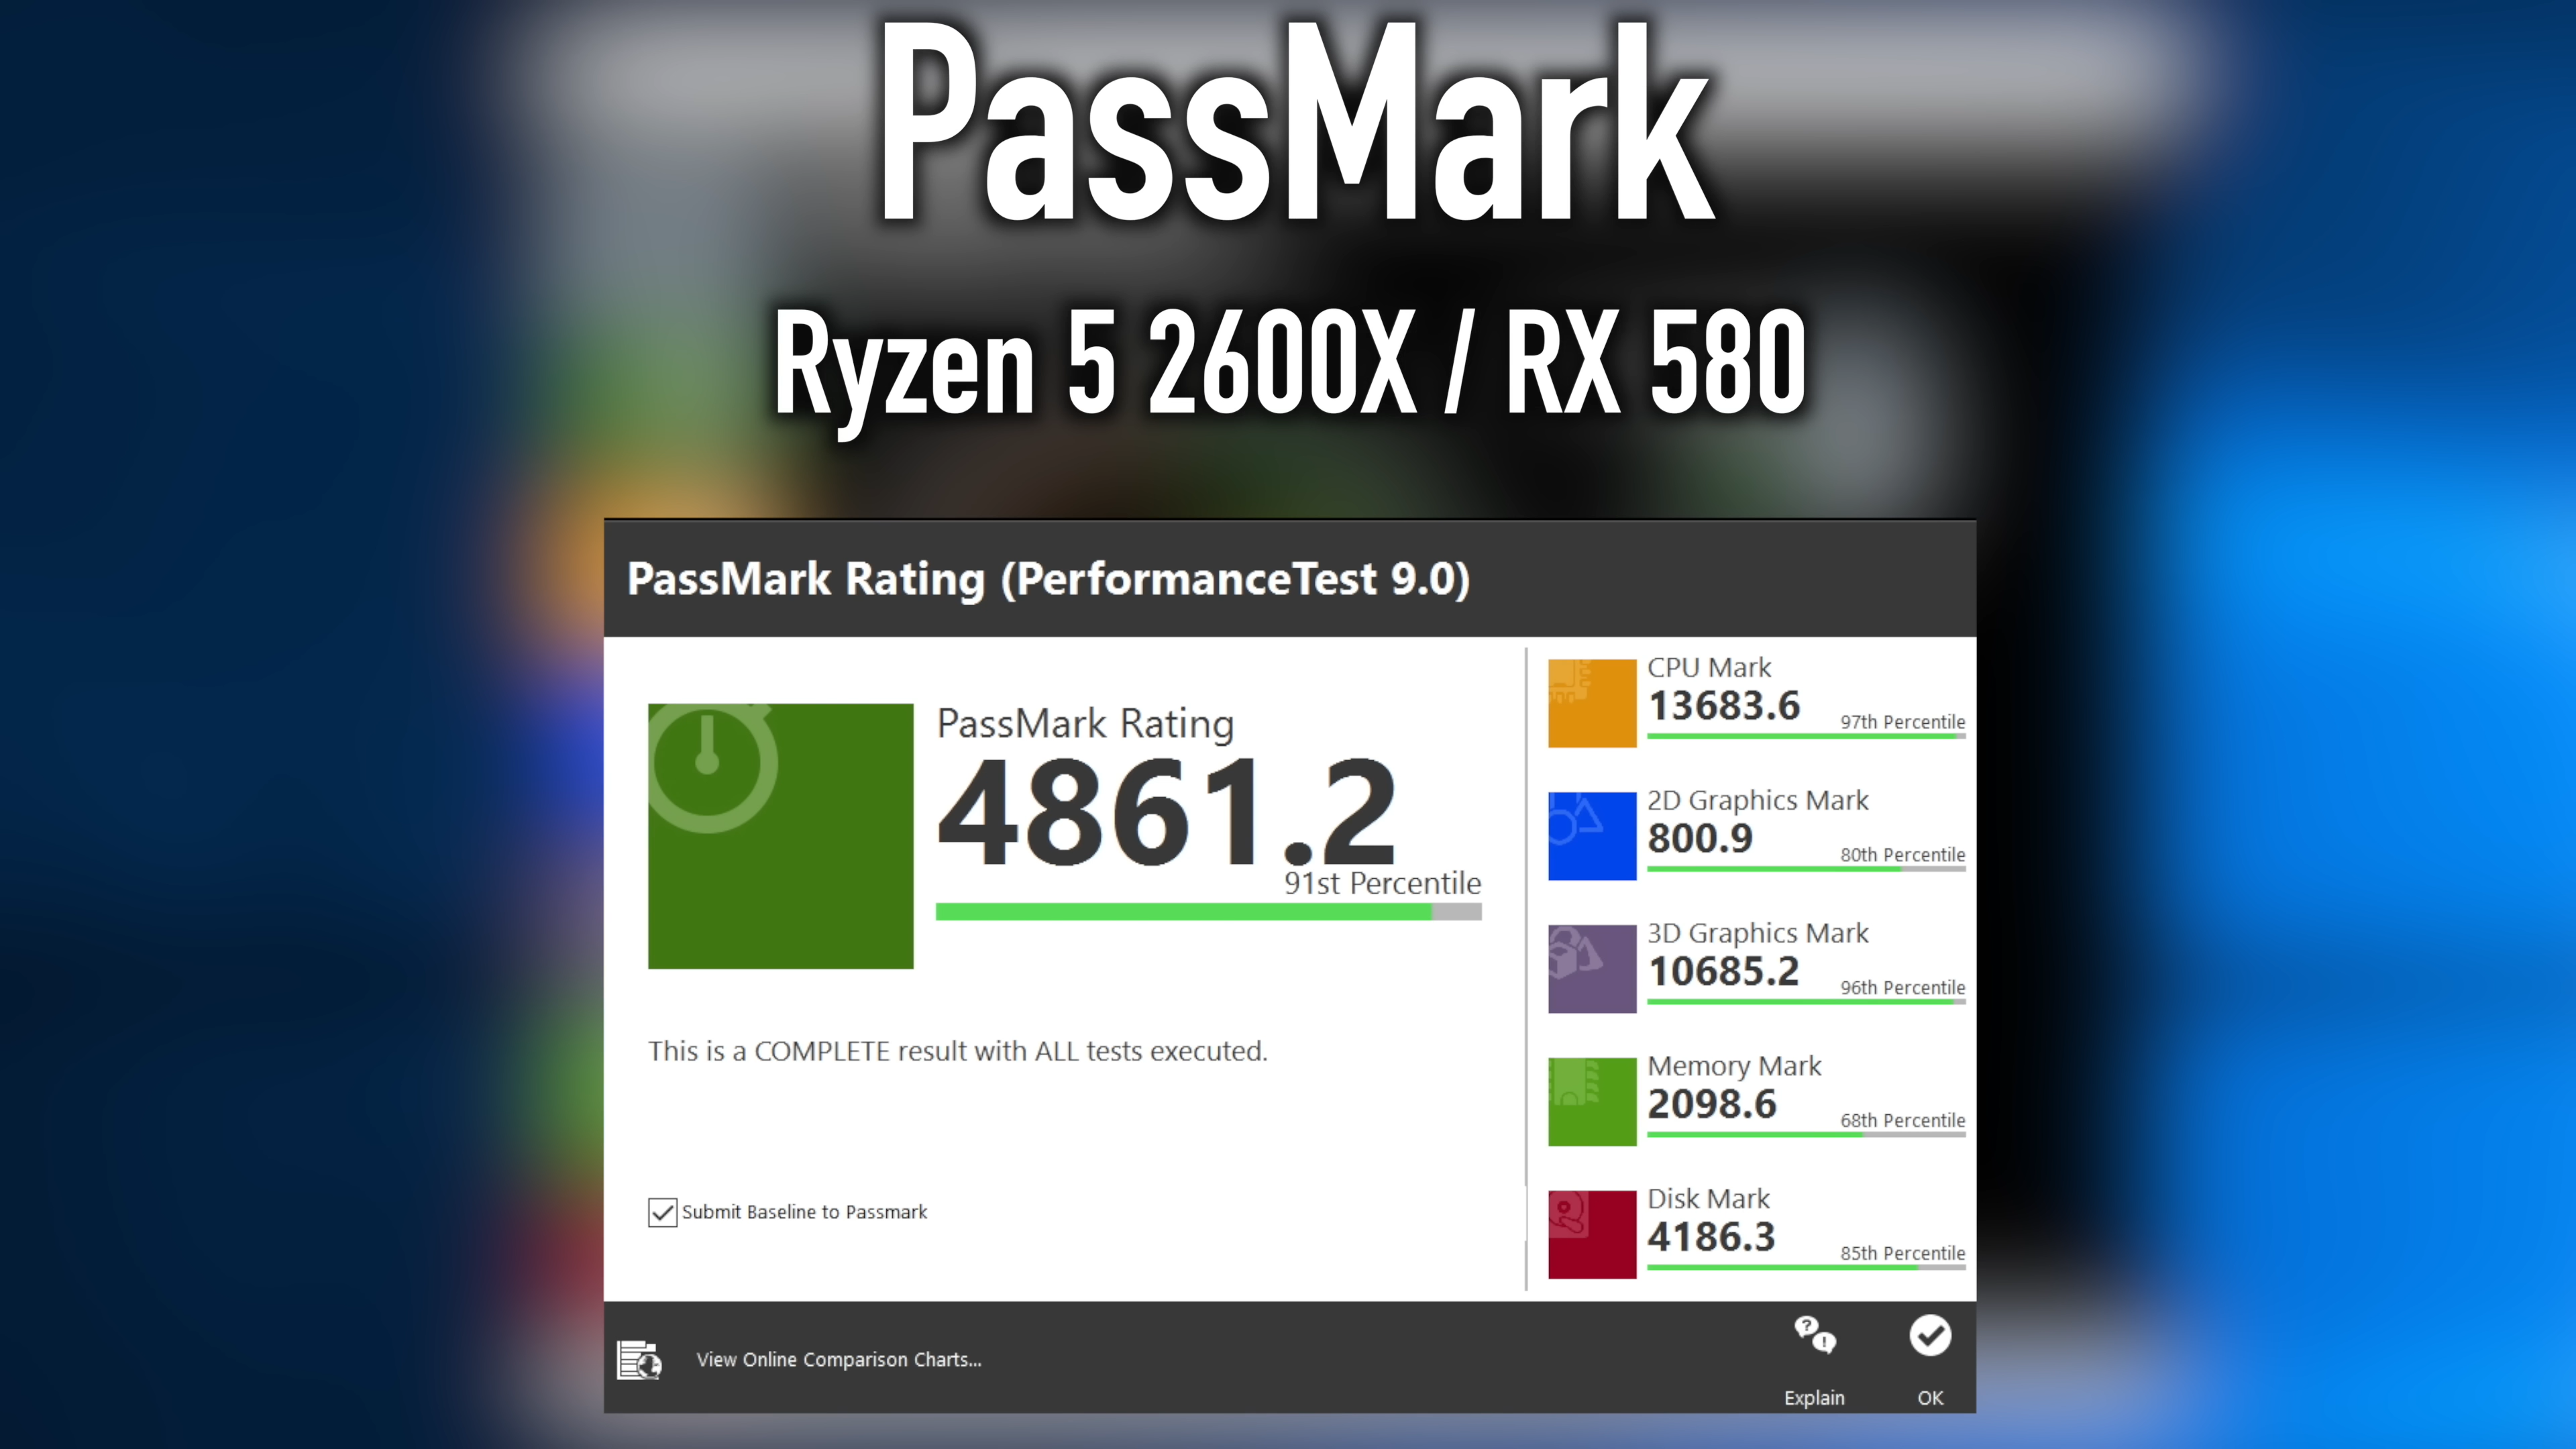 PassMark
Ryzen 5 2600X / RX 580
PassMark Rating (PerformanceTest 9.0)
PassMark Rating
4861.2
91st Percentile
This is a COMPLETE result with ALL tests executed.
Submit Baseline to Passmark
CPU Mark
13683.6
97th Percentile
2D Graphics Mark
800.9
80th Percentile
3D Graphics Mark
10685.2
96th Percentile
Memory Mark
2098.6
68th Percentile
Disk Mark
4186.3
85th Percentile
View Online Comparison Charts...
Explain
OK